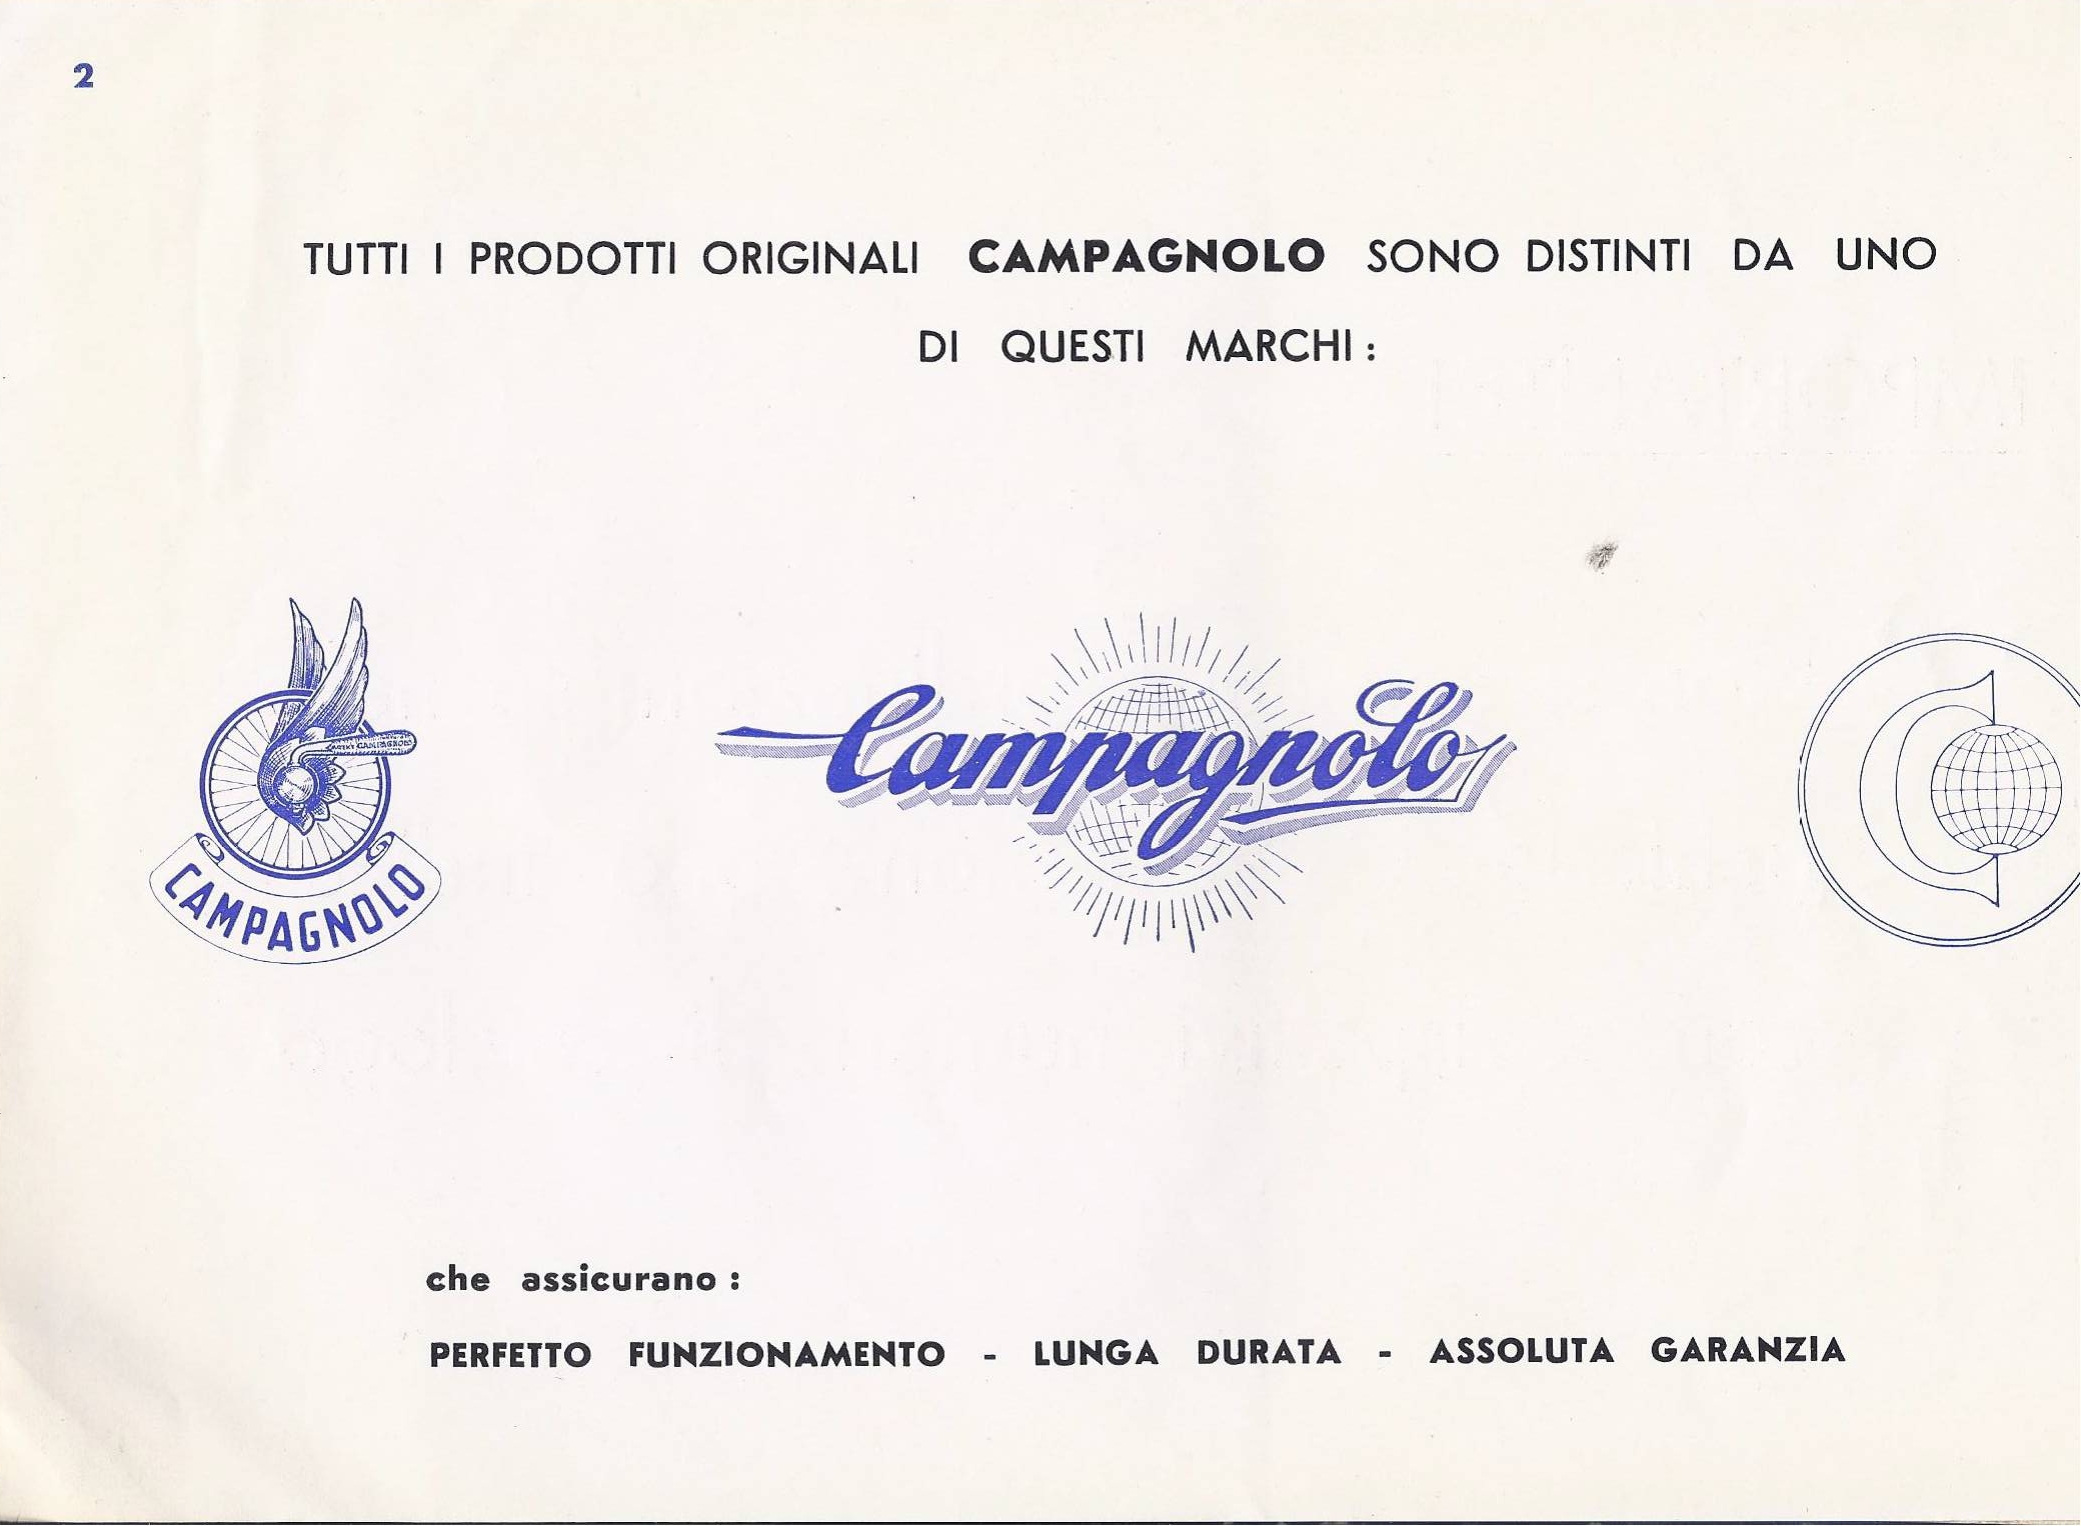 2
TUTTI I PRODOTTI ORIGINALI CAMPAGNOLO SONO DISTINTI DA UNO
DI QUESTI MARCHI :
CAMPAGNOLO
CAMPAGNOLO
Campagnolo
che assicurano :
PERFETTO FUNZIONAMENTO - LUNGA DURATA - ASSOLUTA GARANZIA